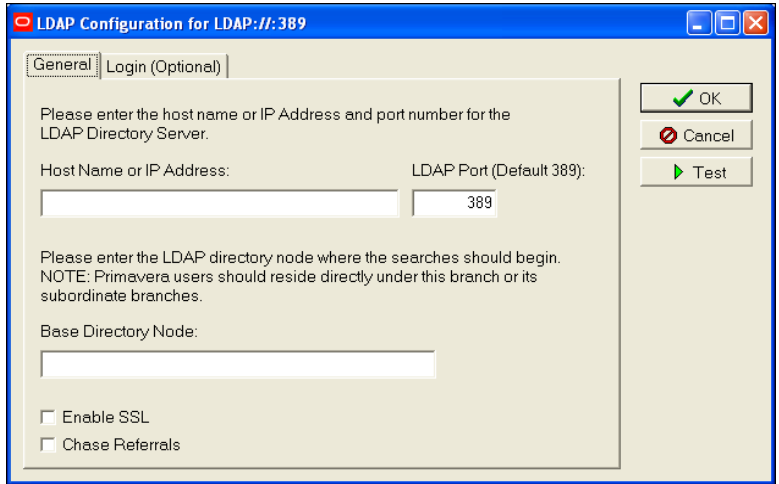 LDAP Configuration for LDAP://:389
General Login (Optional)
Please enter the host name or IP Address and port number for the
LDAP Directory Server.
Host Name or IP Address: LDAP Port (Default 389):
389
Please enter the LDAP directory node where the searches should begin.
NOTE: Primavera users should reside directly under this branch or its
subordinate branches.
Base Directory Node:
Enable SSL
Chase Referrals
OK
Cancel
Test